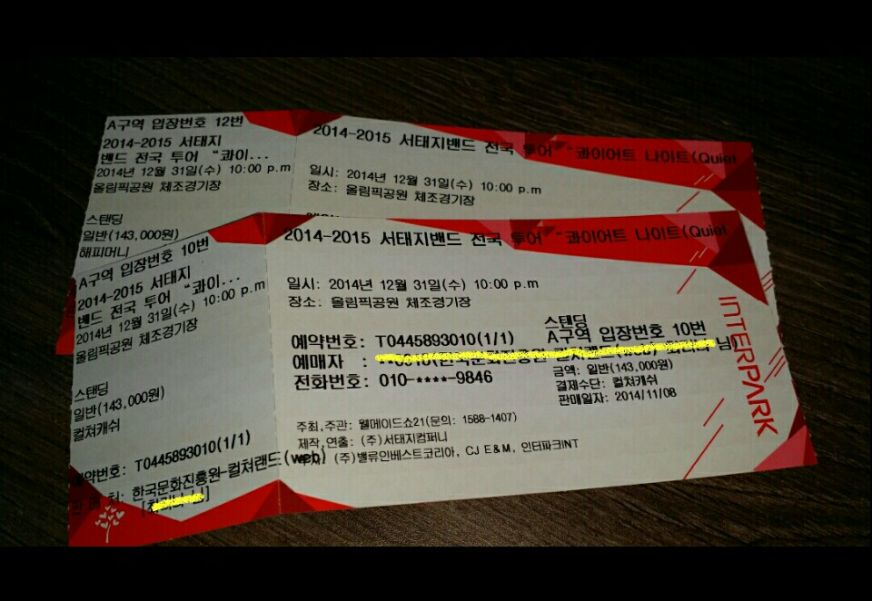 A구역 입장번호 12번
2014-2015 서태지
밴드 전국 투어 "콰이...
2014년 12월 31일(수) 10:00 p.m
올림픽공원 체조경기장
스탠딩
일반(143,000원)
해피머니
2014-2015 서태지밴드 전국 투어 "콰이어트 나이트(Quiet
일시: 2014년 12월 31일(수) 10:00 p.m
장소: 올림픽공원 체조경기장
A구역 입장번호 10번
2014-2015 서태지
밴드 전국 투어 "콰이...
2014년 12월 31일(수) 10:00 p.m
올림픽공원 체조경기장
스탠딩
일반(143,000원)
컬쳐캐쉬
예약번호: T0445893010(1/1)
한국문화진흥원-컬쳐랜드(web)
2014-2015 서태지밴드 전국 투어 "콰이어트 나이트(Quiet
일시: 2014년 12월 31일(수) 10:00 p.m
장소: 올림픽공원 체조경기장
스탠딩
예약번호: T0445893010(1/1) A구역 입장번호 10번
예매자 : 님)
전화번호: 010-****-9846
금액: 일반(143,000원)
결제수단: 컬쳐캐쉬
판매일자: 2014/11/08
주최,주관: 웰메이드쇼21(문의: 1588-1407)
제작,연출: (주)서태지컴퍼니
(주)밸류인베스트코리아, CJ E&M, 인터파크INT
INTERPARK